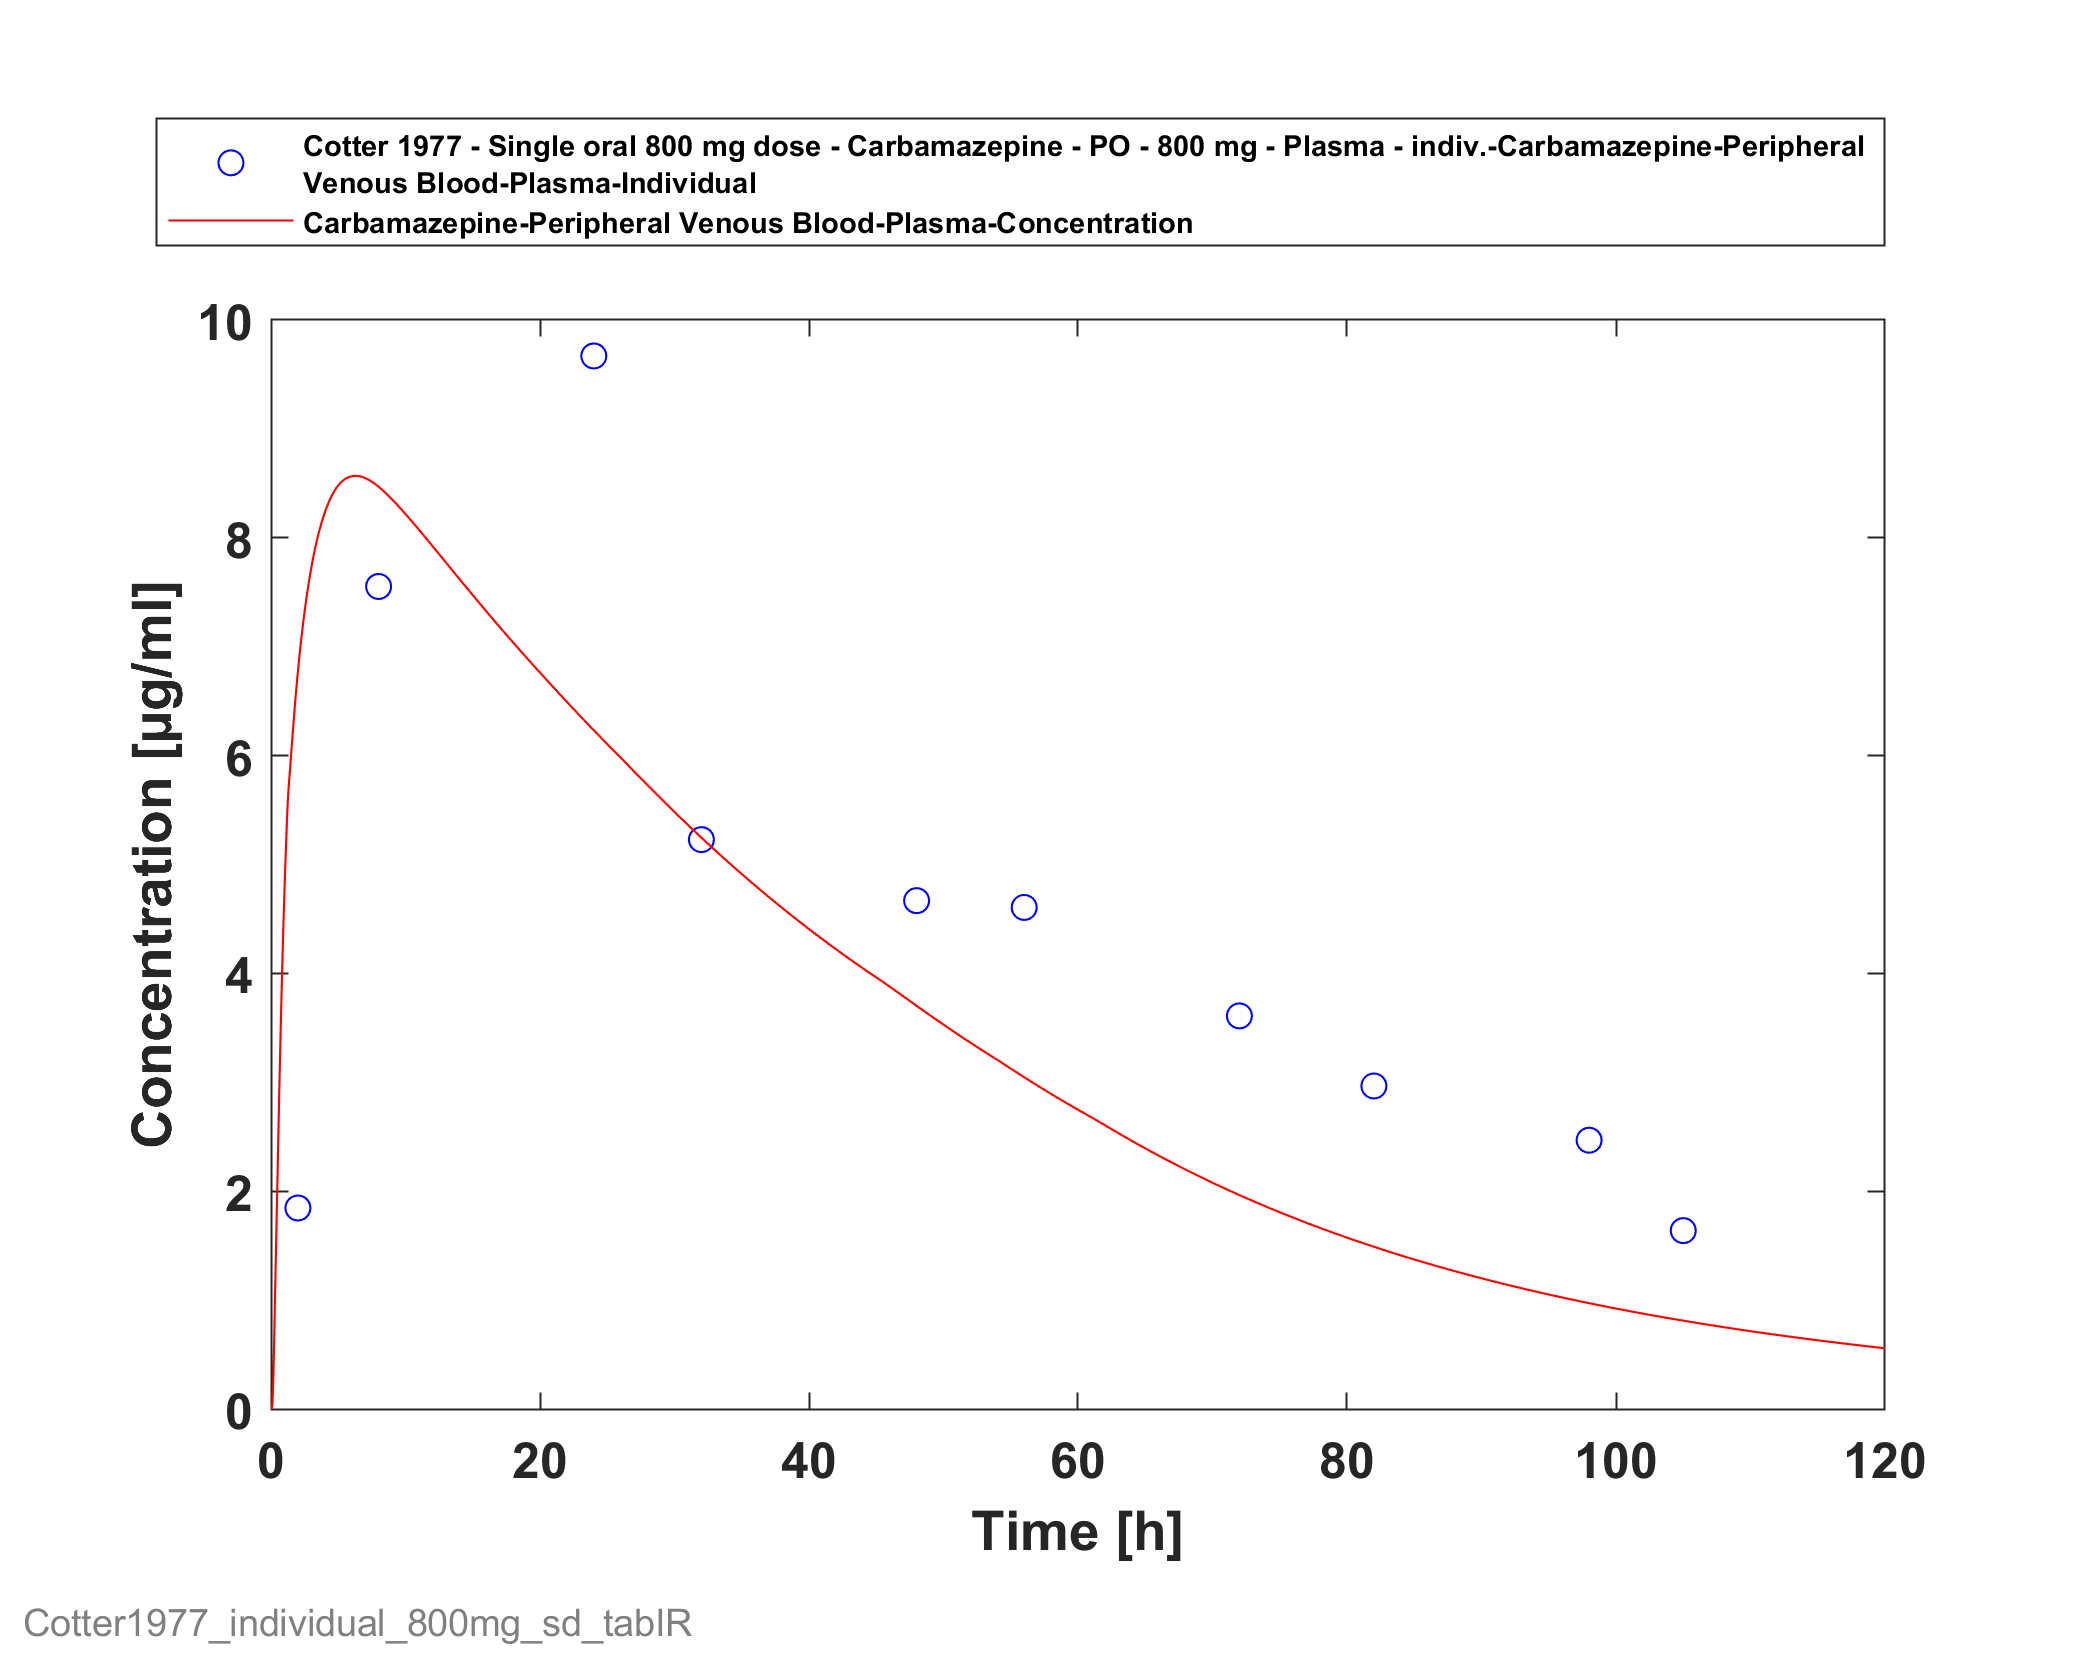 Cotter 1977 - Single oral 800 mg dose - Carbamazepine - PO - 800 mg - Plasma - indiv.-Carbamazepine-Peripheral
Venous Blood-Plasma-Individual
Carbamazepine-Peripheral Venous Blood-Plasma-Concentration
10
8
6
4
2
0
Concentration [µg/ml]
0 20 40 60 80 100 120
Time [h]
Cotter1977_individual_800mg_sd_tabIR